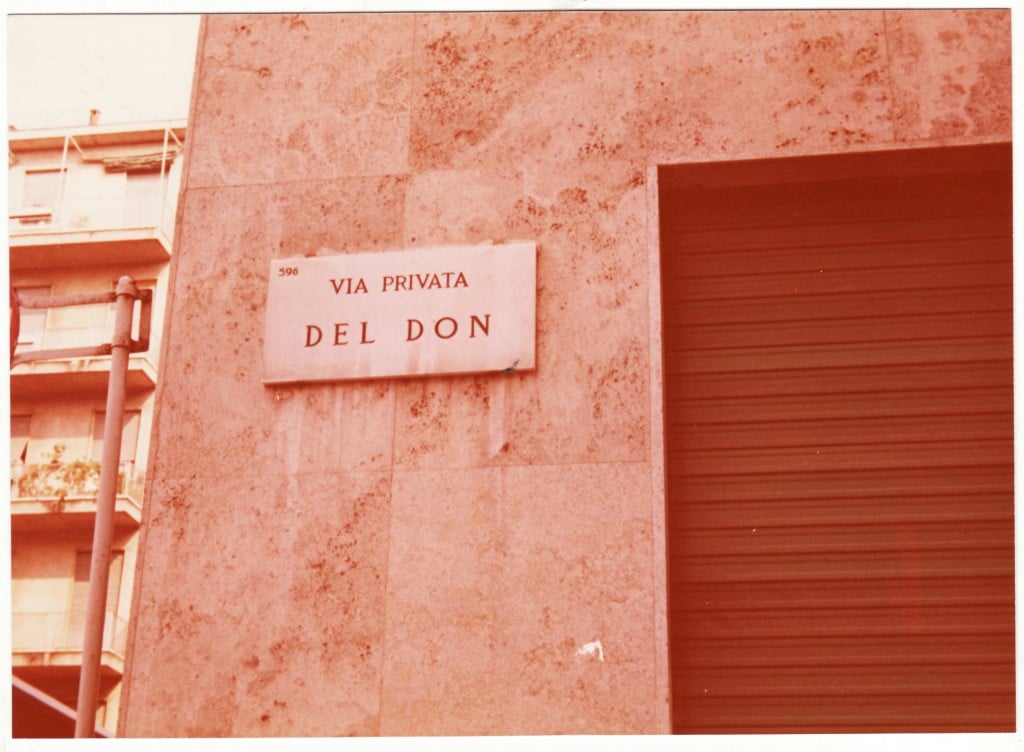 596
VIA PRIVATA
DEL DON